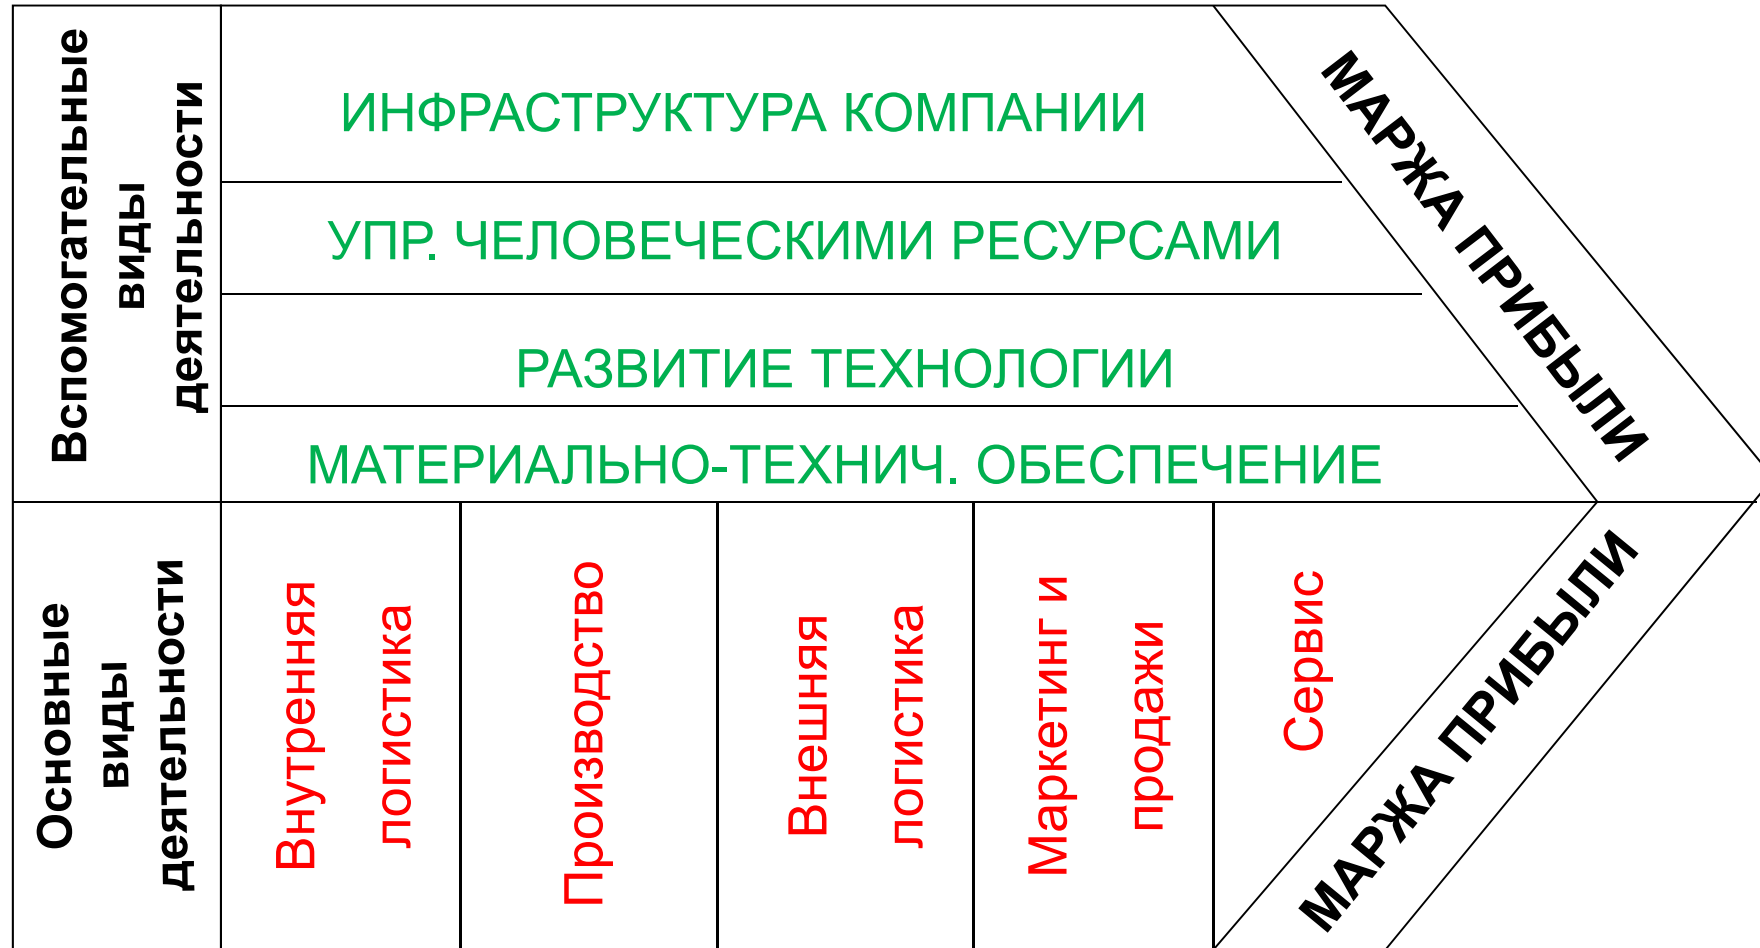 Вспомогательные
виды
деятельности
ИНФРАСТРУКТУРА КОМПАНИИ
УПР. ЧЕЛОВЕЧЕСКИМИ РЕСУРСАМИ
РАЗВИТИЕ ТЕХНОЛОГИИ
МАТЕРИАЛЬНО-ТЕХНИЧ. ОБЕСПЕЧЕНИЕ
МАРЖА ПРИБЫЛИ
Основные
виды
деятельности
Внутренняя
логистика
Производство
Внешняя
логистика
Маркетинг и
продажи
Сервис
МАРЖА ПРИБЫЛИ